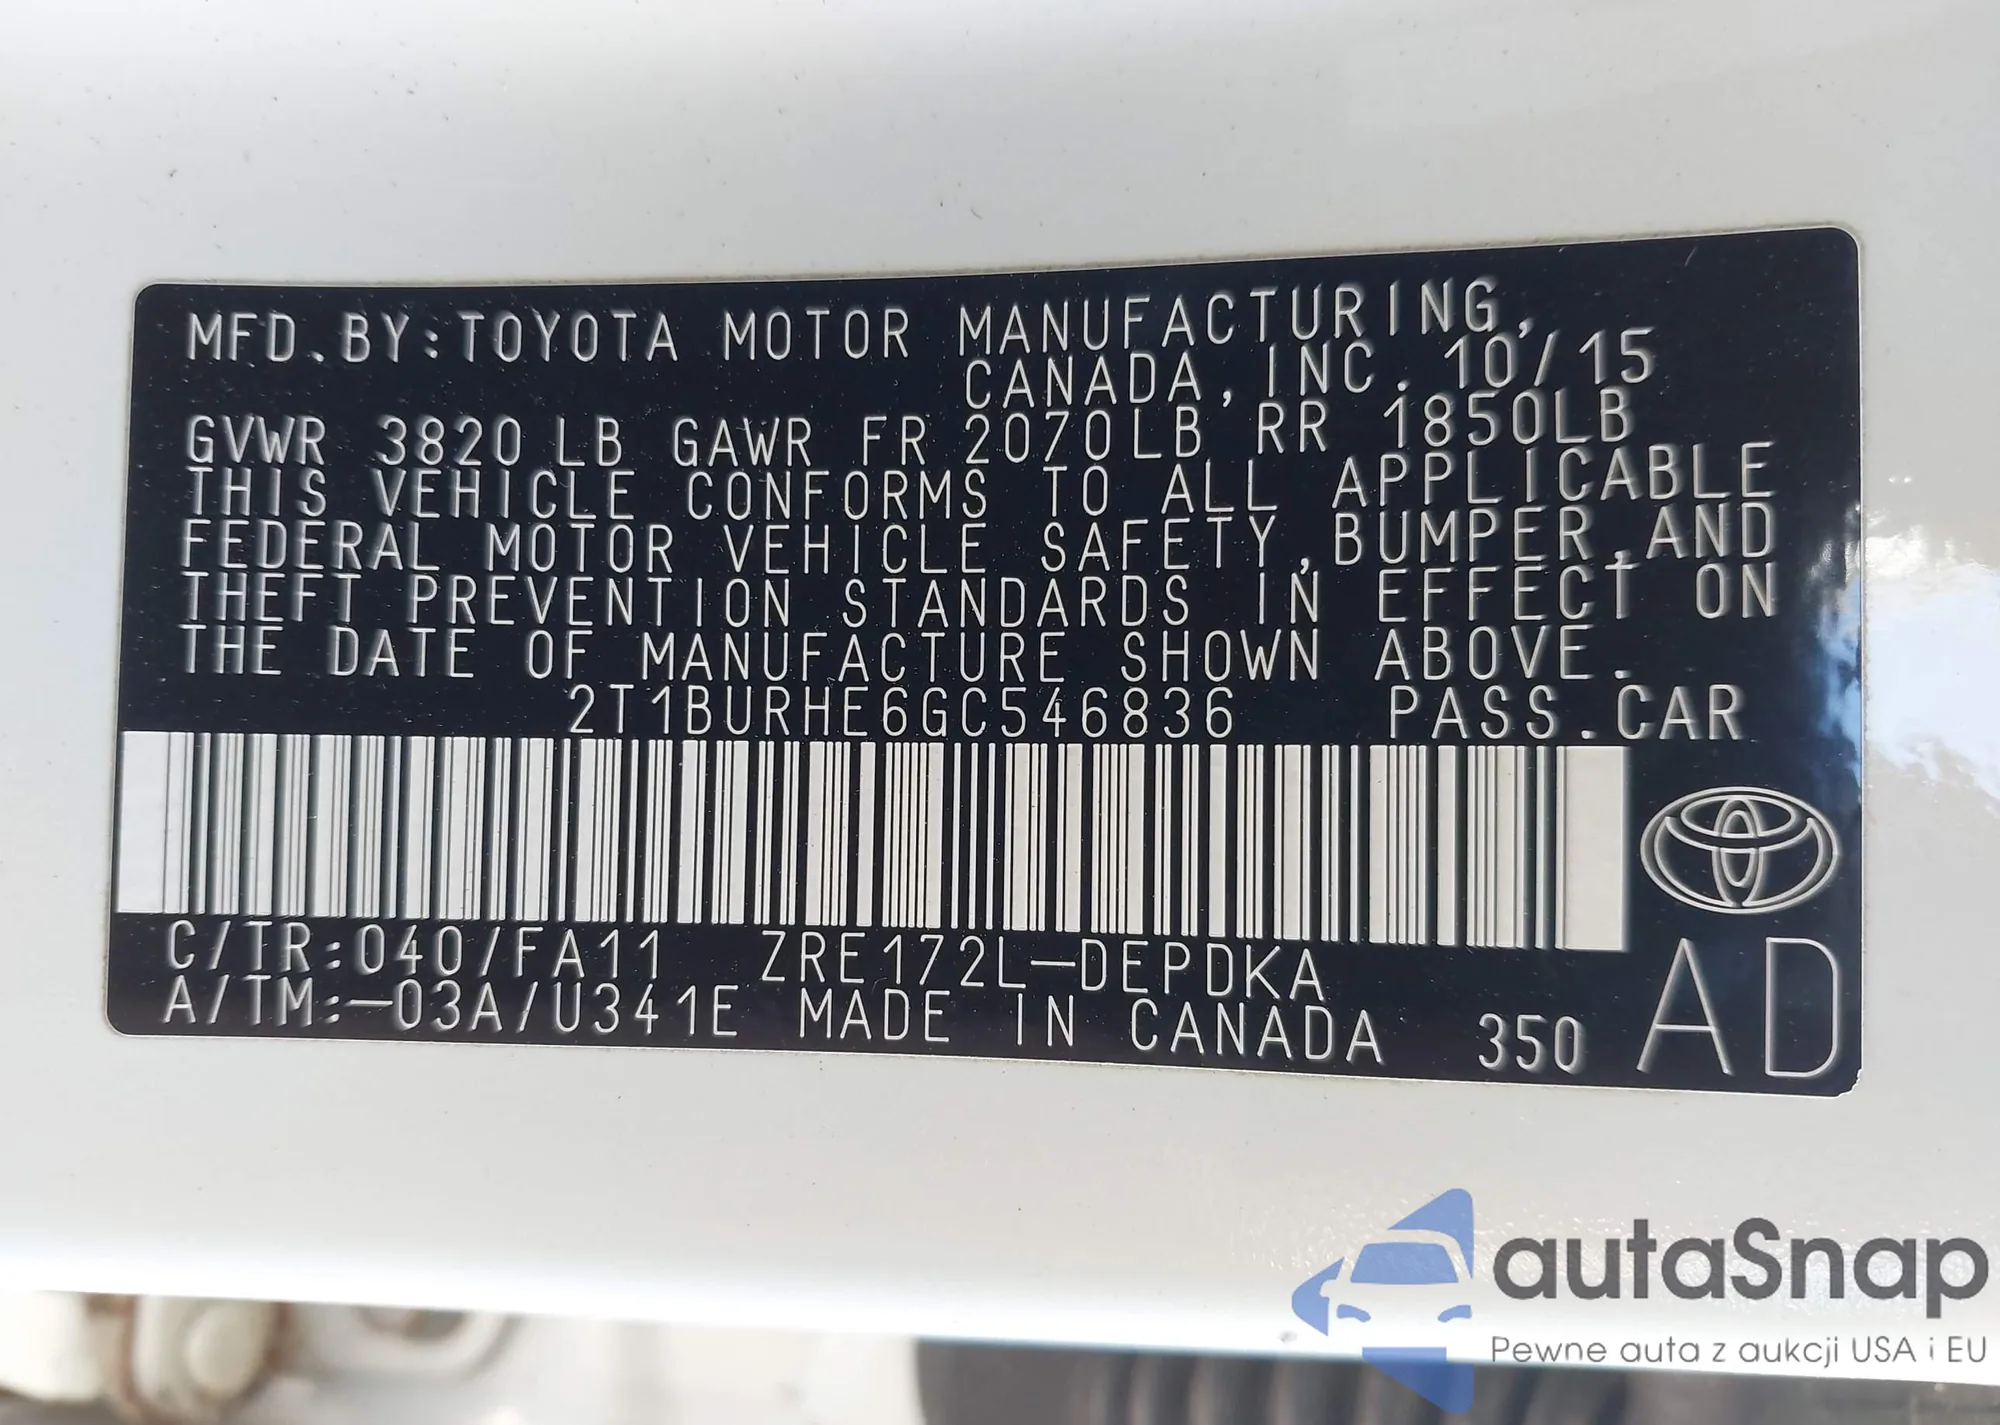 MFD.BY:TOYOTA MOTOR MANUFACTURING,
CANADA,INC. 10/15
GVWR 3820LB GAWR FR 2070LB RR 1850LB
THIS VEHICLE CONFORMS TO ALL APPLICABLE
FEDERAL MOTOR VEHICLE SAFETY,BUMPER,AND
THEFT PREVENTION STANDARDS IN EFFECT ON
THE DATE OF MANUFACTURE SHOWN ABOVE.
2T1BURHE6GC546836 PASS.CAR
C/TR:040/FA11 ZRE172L-DEPDKA
A/TM:-03A/U341E MADE IN CANADA 350 AD
autaSnap
Pewne auta z aukcji USA i EU